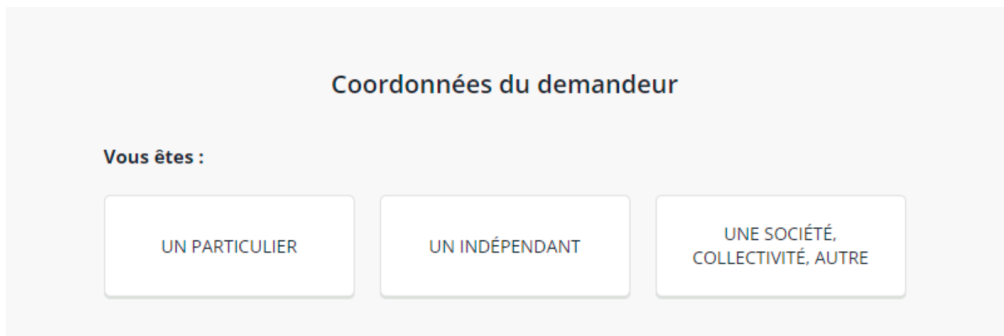 Coordonnées du demandeur
Vous êtes :
UN PARTICULIER
UN INDÉPENDANT
UNE SOCIÉTÉ,
COLLECTIVITÉ, AUTRE